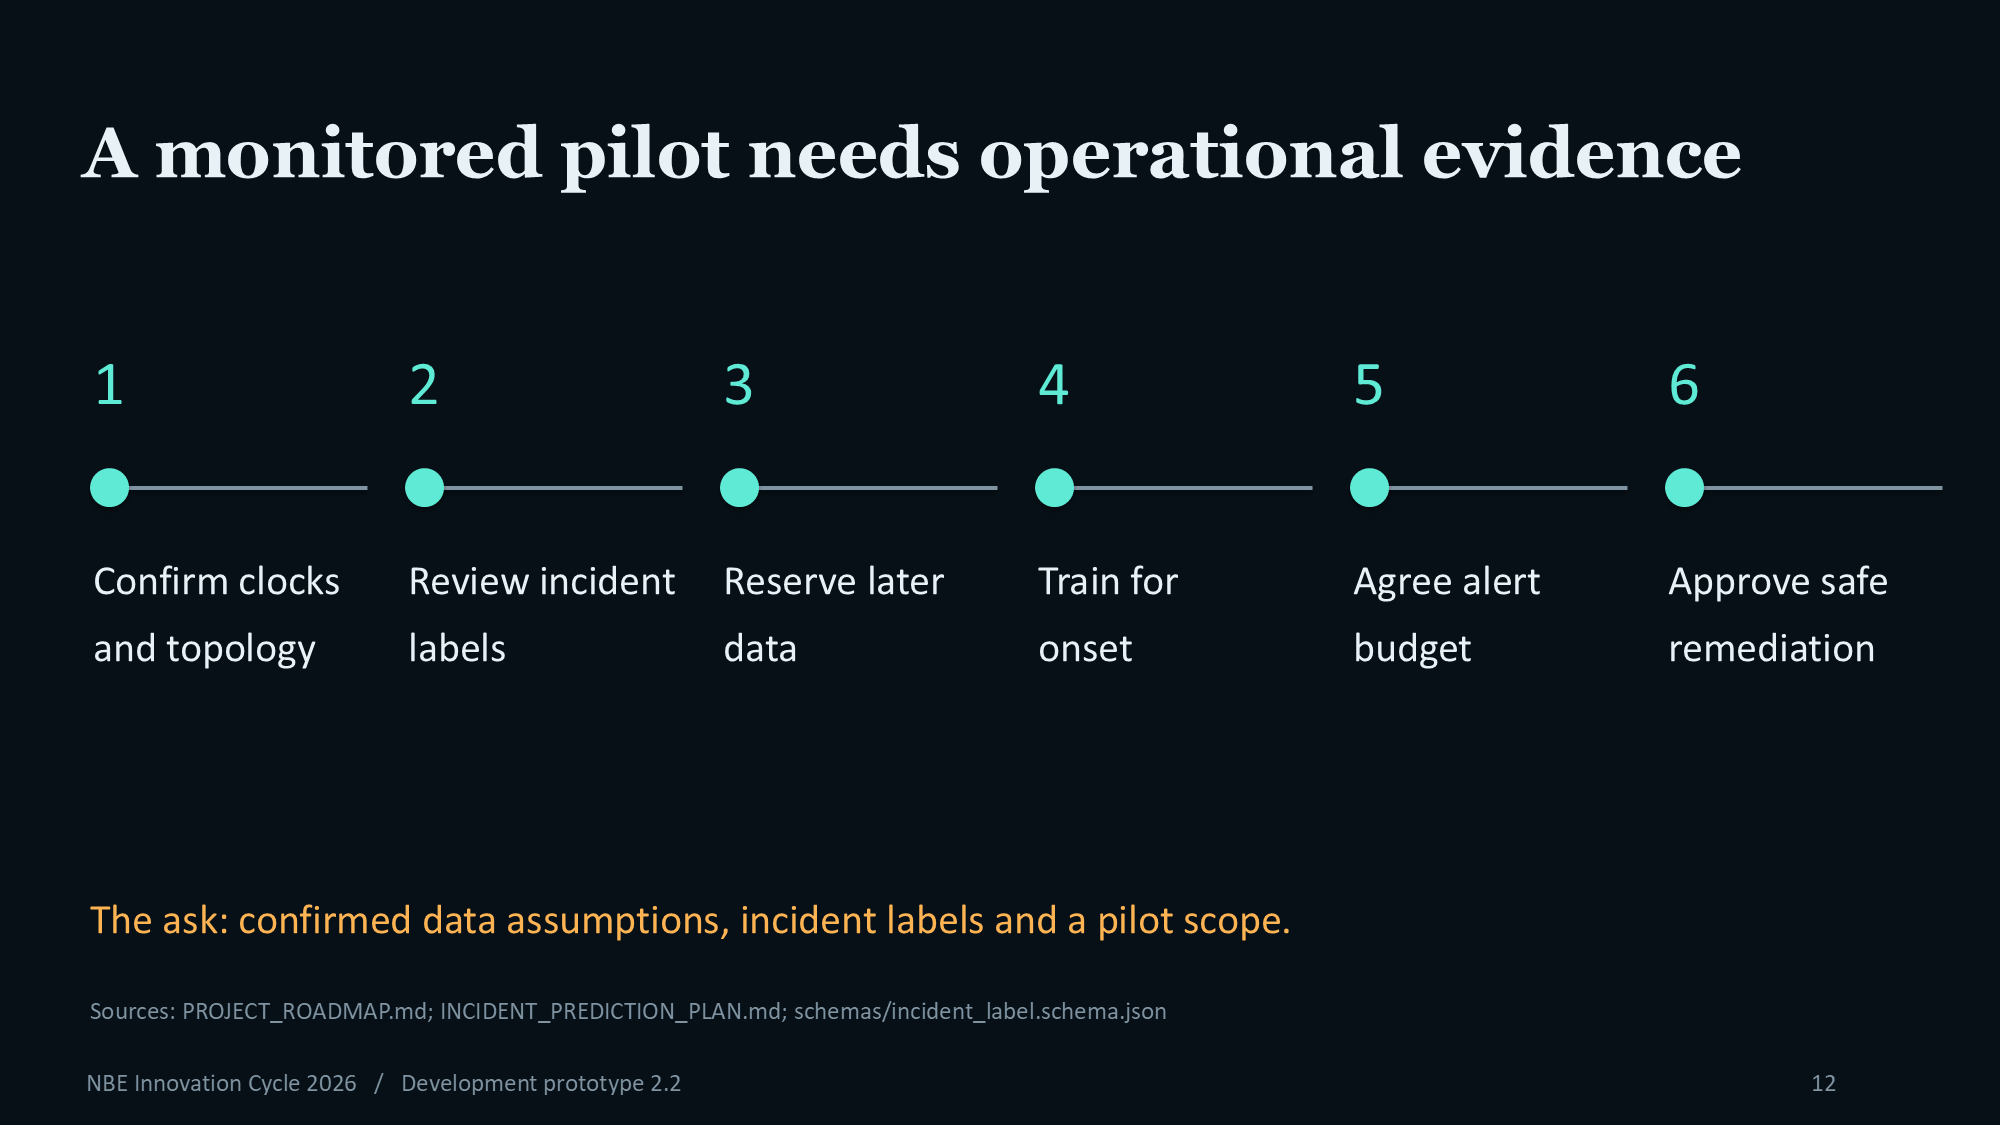 A monitored pilot needs operational evidence
1
2
3
4
5
6
Confirm clocks
and topology
Review incident
labels
Reserve later
data
Train for
onset
Agree alert
budget
Approve safe
remediation
The ask: confirmed data assumptions, incident labels and a pilot scope.
Sources: PROJECT_ROADMAP.md; INCIDENT_PREDICTION_PLAN.md; schemas/incident_label.schema.json
NBE Innovation Cycle 2026 / Development prototype 2.2
12